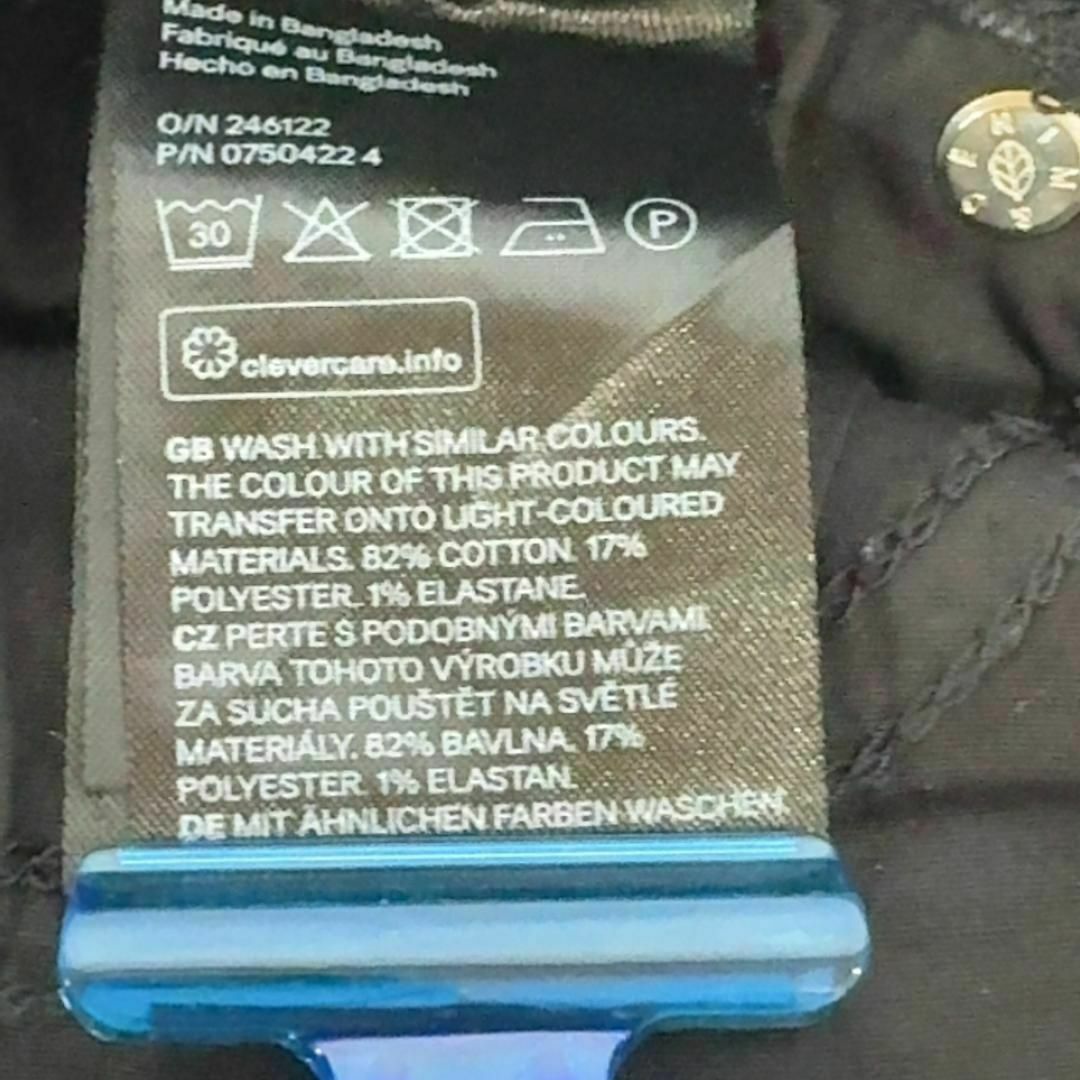 Made in Bangladesh
Fabriqué au Bangladesh
Hecho en Bangladesh
O/N 246122
P/N 0750422 4
30
P
clevercare.info
GB WASH WITH SIMILAR COLOURS.
THE COLOUR OF THIS PRODUCT MAY
TRANSFER ONTO LIGHT-COLOURED
MATERIALS. 82% COTTON. 17%
POLYESTER. 1% ELASTANE.
CZ PERTE S PODOBNÝMI BARVAMI.
BARVA TOHOTO VÝROBKU MŮŽE
ZA SUCHA POUŠTĚT NA SVĚTLÉ
MATERIÁLY. 82% BAVLNA. 17%
POLYESTER. 1% ELASTAN.
DE MIT ÄHNLICHEN FARBEN WASCHEN.